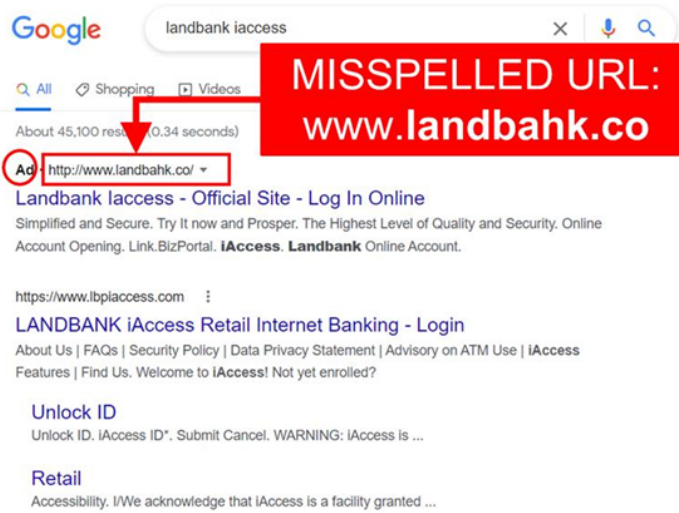 Google
landbank iaccess
MISSPELLED URL:
www.landbahk.co
All Shopping Videos
About 45,100 results (0.34 seconds)
Ad · http://www.landbahk.co/
Landbank Iaccess - Official Site - Log In Online
Simplified and Secure. Try It now and Prosper. The Highest Level of Quality and Security. Online
Account Opening. Link.BizPortal. iAccess. Landbank Online Account.
https://www.lbpiaccess.com
LANDBANK iAccess Retail Internet Banking - Login
About Us | FAQs | Security Policy | Data Privacy Statement | Advisory on ATM Use | iAccess
Features | Find Us. Welcome to iAccess! Not yet enrolled?
Unlock ID
Unlock ID. iAccess ID*. Submit Cancel. WARNING: iAccess is ...
Retail
Accessibility. I/We acknowledge that iAccess is a facility granted ...